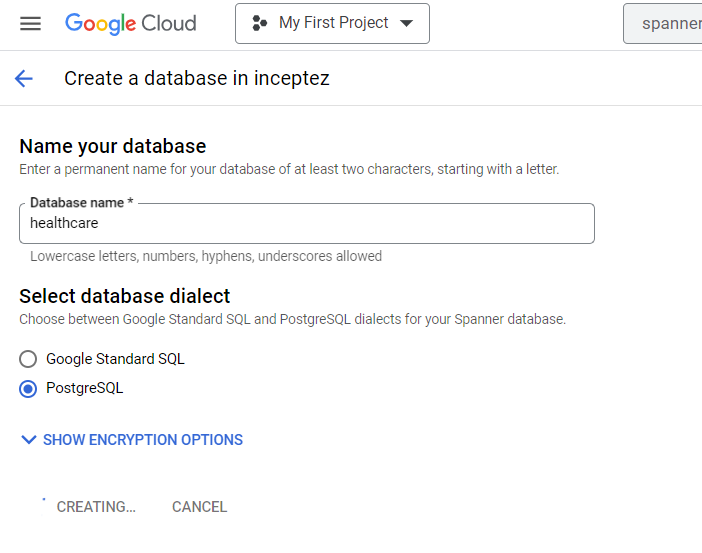 Google Cloud
My First Project
spanner
Create a database in inceptez
Name your database
Enter a permanent name for your database of at least two characters, starting with a letter.
Database name *
healthcare
Lowercase letters, numbers, hyphens, underscores allowed
Select database dialect
Choose between Google Standard SQL and PostgreSQL dialects for your Spanner database.
Google Standard SQL
PostgreSQL
SHOW ENCRYPTION OPTIONS
CREATING...
CANCEL